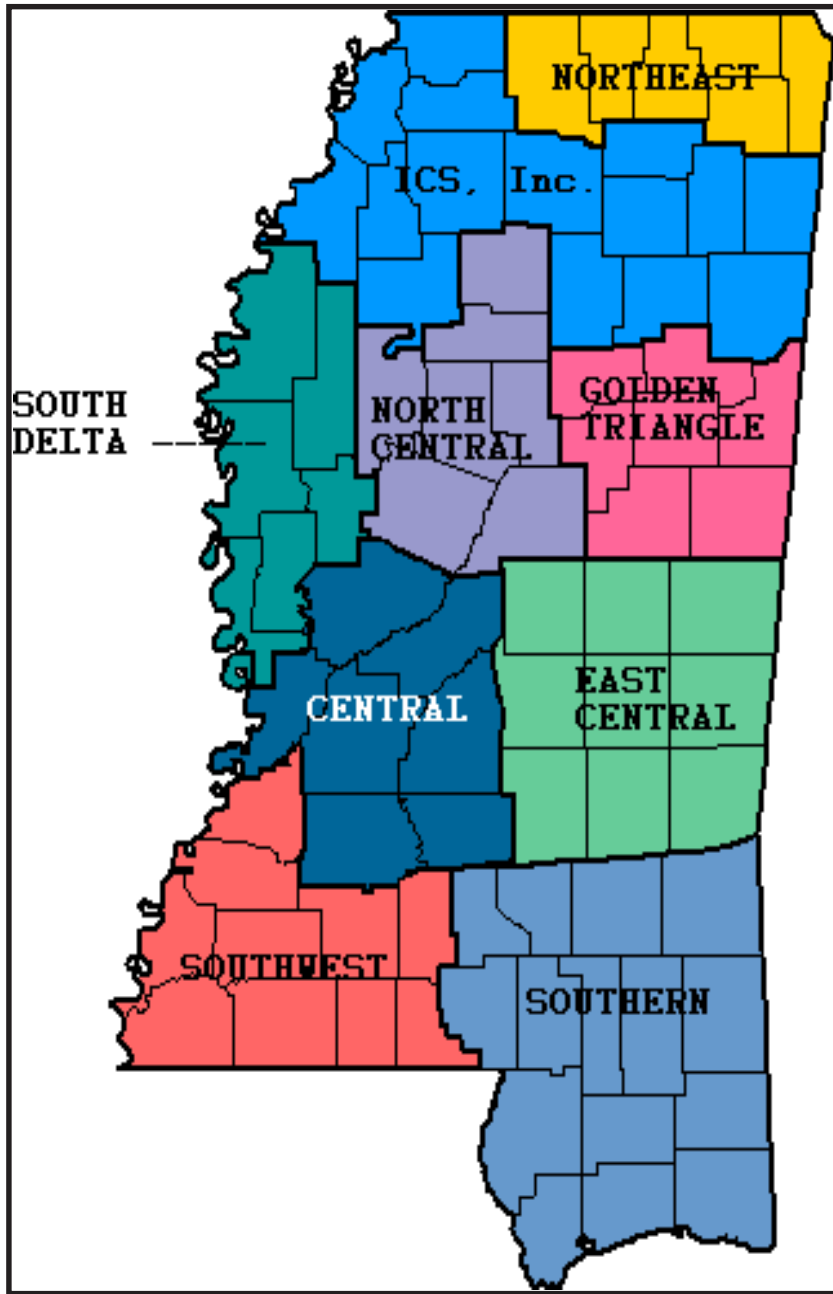 NORTHEAST
ICS, Inc.
SOUTH
DELTA
NORTH
CENTRAL
GOLDEN
TRIANGLE
CENTRAL
EAST
CENTRAL
SOUTHWEST
SOUTHERN